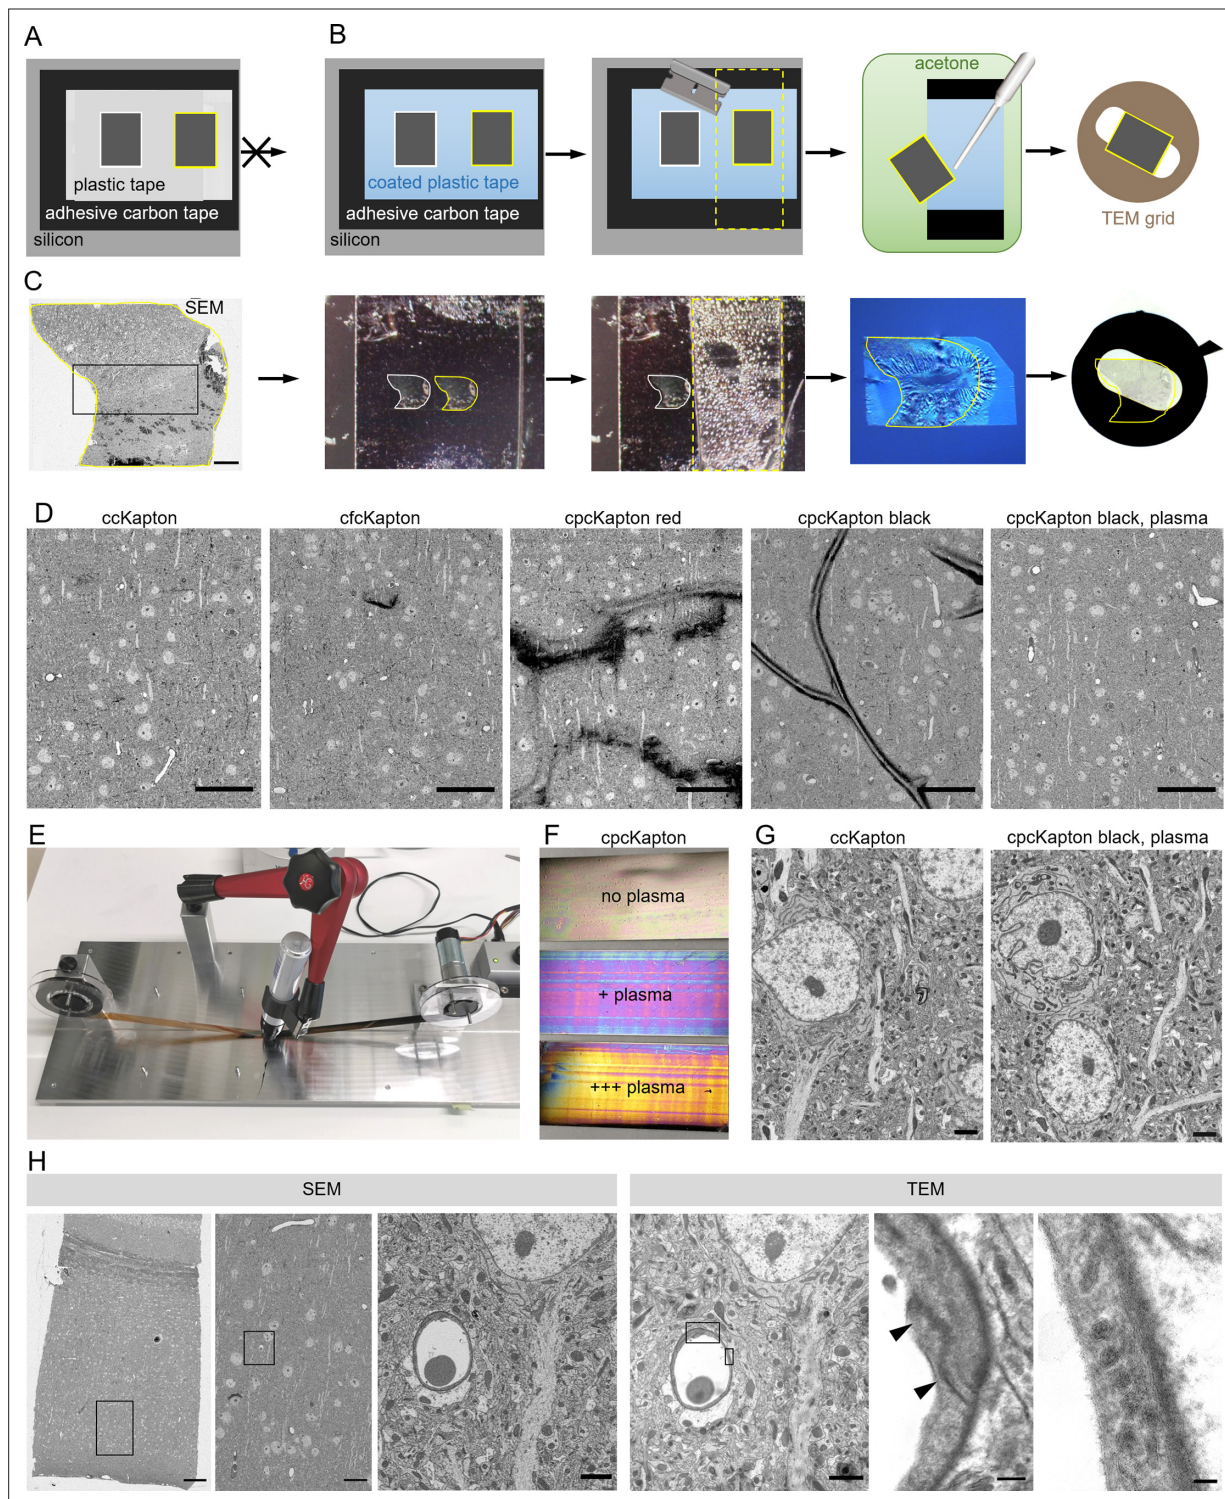 A
B
plastic tape
adhesive carbon tape
silicon
coated plastic tape
adhesive carbon tape
silicon
acetone
TEM grid
C
SEM
D
ccKapton
cfcKapton
cpcKapton red
cpcKapton black
cpcKapton black, plasma
E
F
cpcKapton
no plasma
+ plasma
+++ plasma
G
ccKapton
cpcKapton black, plasma
H
SEM
TEM